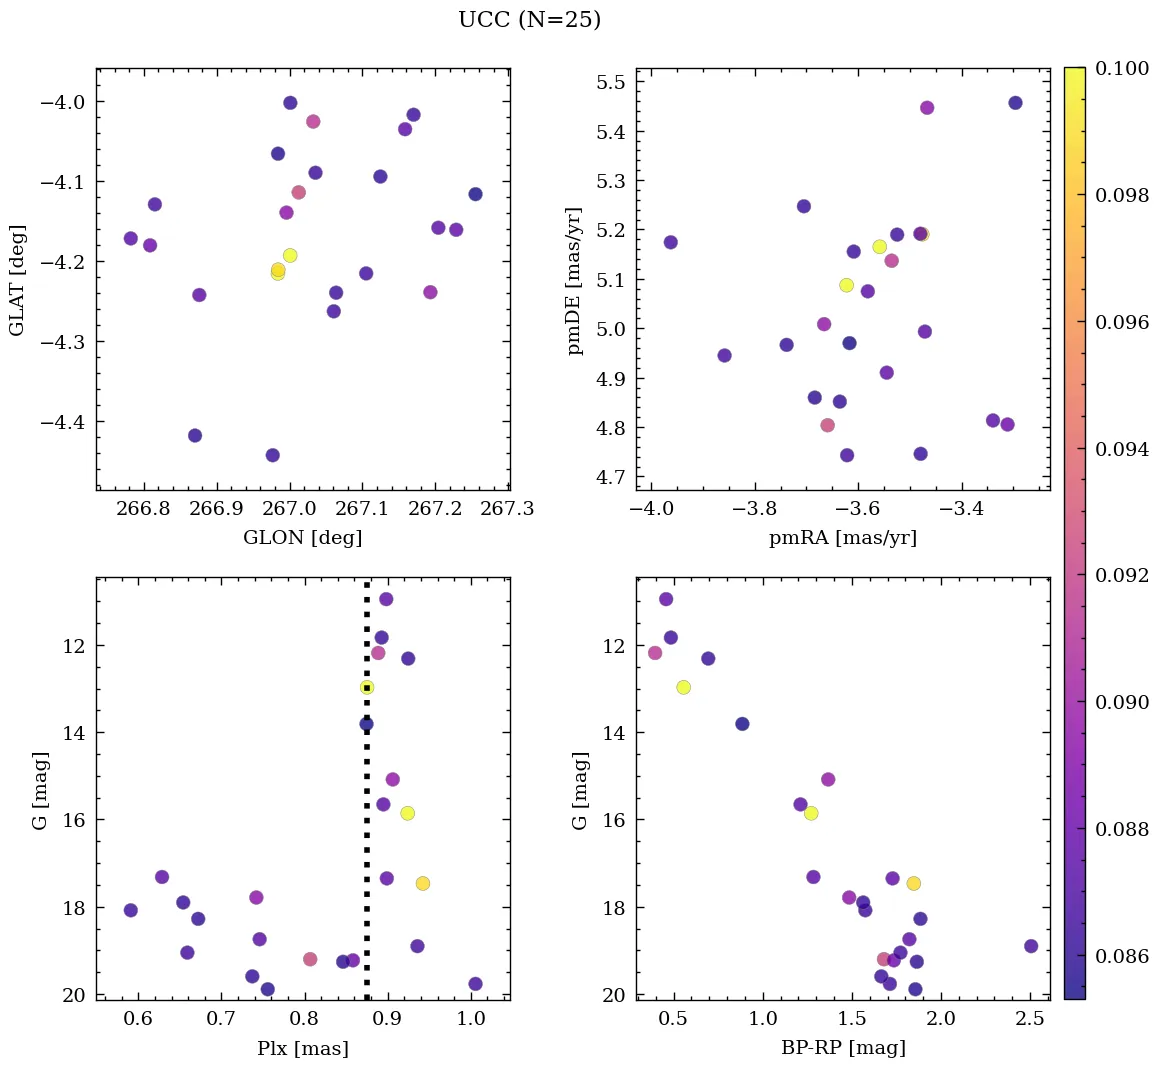 UCC (N=25)
−4.0
−4.1
−4.2
−4.3
−4.4
GLAT [deg]
266.8 266.9 267.0 267.1 267.2 267.3
GLON [deg]
5.5
5.4
5.3
5.2
5.1
5.0
4.9
4.8
4.7
pmDE [mas/yr]
−4.0 −3.8 −3.6 −3.4
pmRA [mas/yr]
12
14
16
18
20
G [mag]
0.6 0.7 0.8 0.9 1.0
Plx [mas]
12
14
16
18
20
G [mag]
0.5 1.0 1.5 2.0 2.5
BP-RP [mag]
0.100
0.098
0.096
0.094
0.092
0.090
0.088
0.086